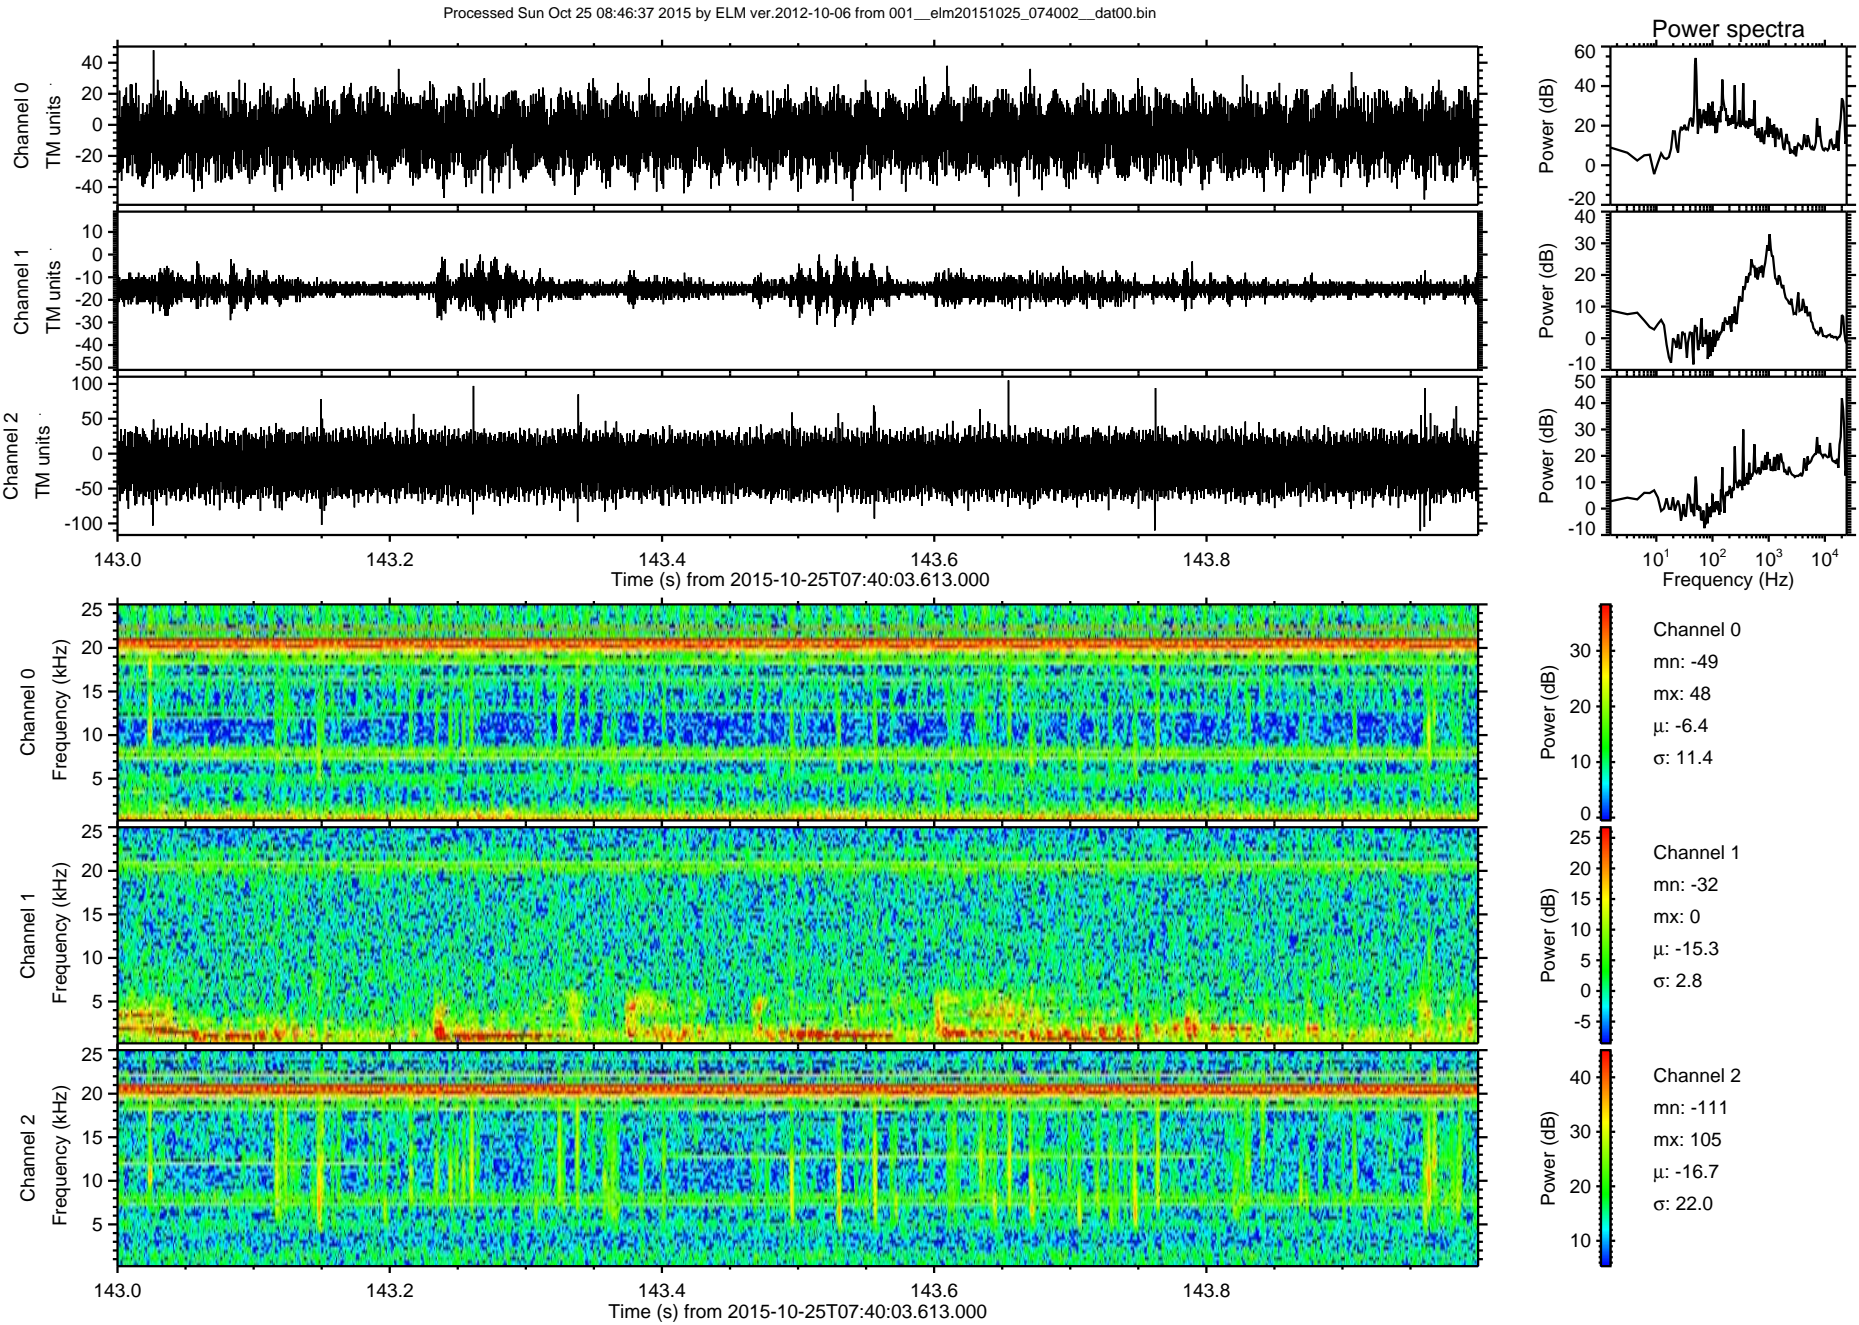 Processed Sun Oct 25 08:46:37 2015 by ELM ver.2012-10-06 from 001__elm20151025_074002__dat00.bin
Power spectra
Channel 0
TM units
40
20
0
-20
-40
Power (dB)
60
40
20
0
-20
Channel 1
TM units
10
0
-10
-20
-30
-40
-50
Power (dB)
40
30
20
10
0
-10
Channel 2
TM units
100
50
0
-50
-100
Power (dB)
50
40
30
20
10
0
-10
143.0 143.2 143.4 143.6 143.8
Time (s) from 2015-10-25T07:40:03.613.000
10¹ 10² 10³ 10⁴
Frequency (Hz)
Channel 0
Frequency (kHz)
25
20
15
10
5
Power (dB)
30
20
10
0
Channel 0
mn: -49
mx: 48
μ: -6.4
σ: 11.4
Channel 1
Frequency (kHz)
25
20
15
10
5
Power (dB)
25
20
15
10
5
0
-5
Channel 1
mn: -32
mx: 0
μ: -15.3
σ: 2.8
Channel 2
Frequency (kHz)
25
20
15
10
5
Power (dB)
40
30
20
10
Channel 2
mn: -111
mx: 105
μ: -16.7
σ: 22.0
143.0 143.2 143.4 143.6 143.8
Time (s) from 2015-10-25T07:40:03.613.000